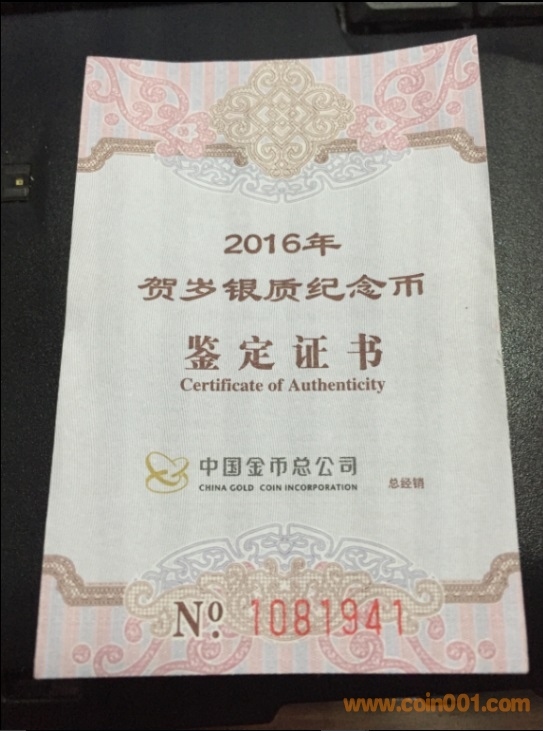 2016年
贺岁银质纪念币
鉴定证书
Certificate of Authenticity
中国金币总公司
CHINA GOLD COIN INCORPORATION
总经销
Nº 1081941
www.coin001.com